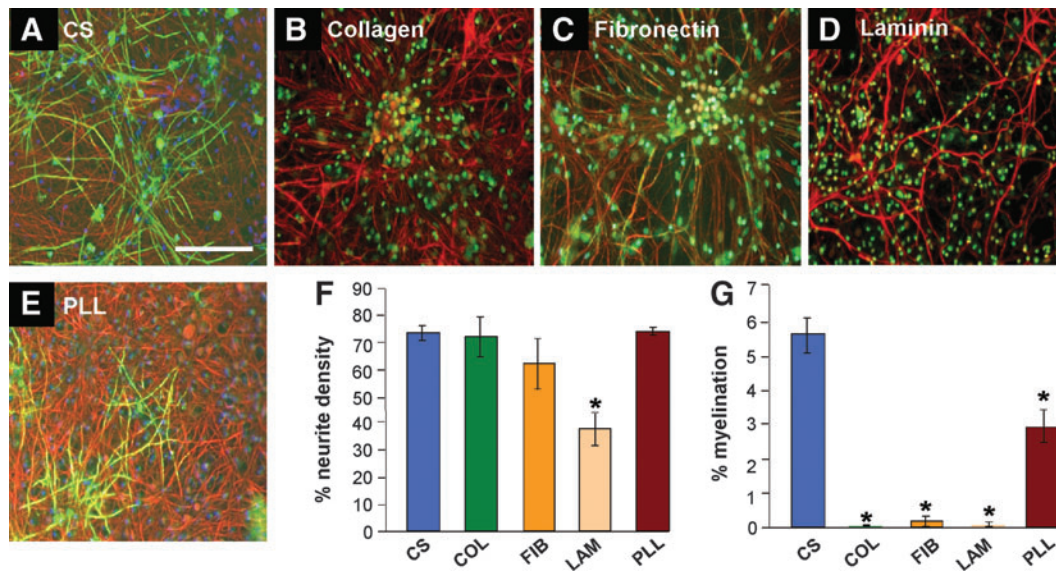 A CS
B Collagen
C Fibronectin
D Laminin
E PLL
F
% neurite density
90
80
70
60
50
40
30
20
10
0
CS COL FIB LAM PLL
*
G
% myelination
7
6
5
4
3
2
1
0
CS COL FIB LAM PLL
* * * *